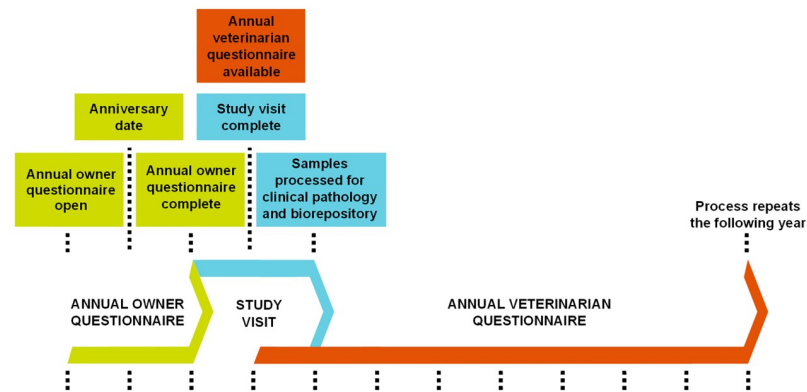 Annual
veterinarian
questionnaire
available
Anniversary
date
Study visit
complete
Annual owner
questionnaire
open
Annual owner
questionnaire
complete
Samples
processed for
clinical pathology
and biorepository
Process repeats
the following year
ANNUAL OWNER
QUESTIONNAIRE
STUDY
VISIT
ANNUAL VETERINARIAN
QUESTIONNAIRE